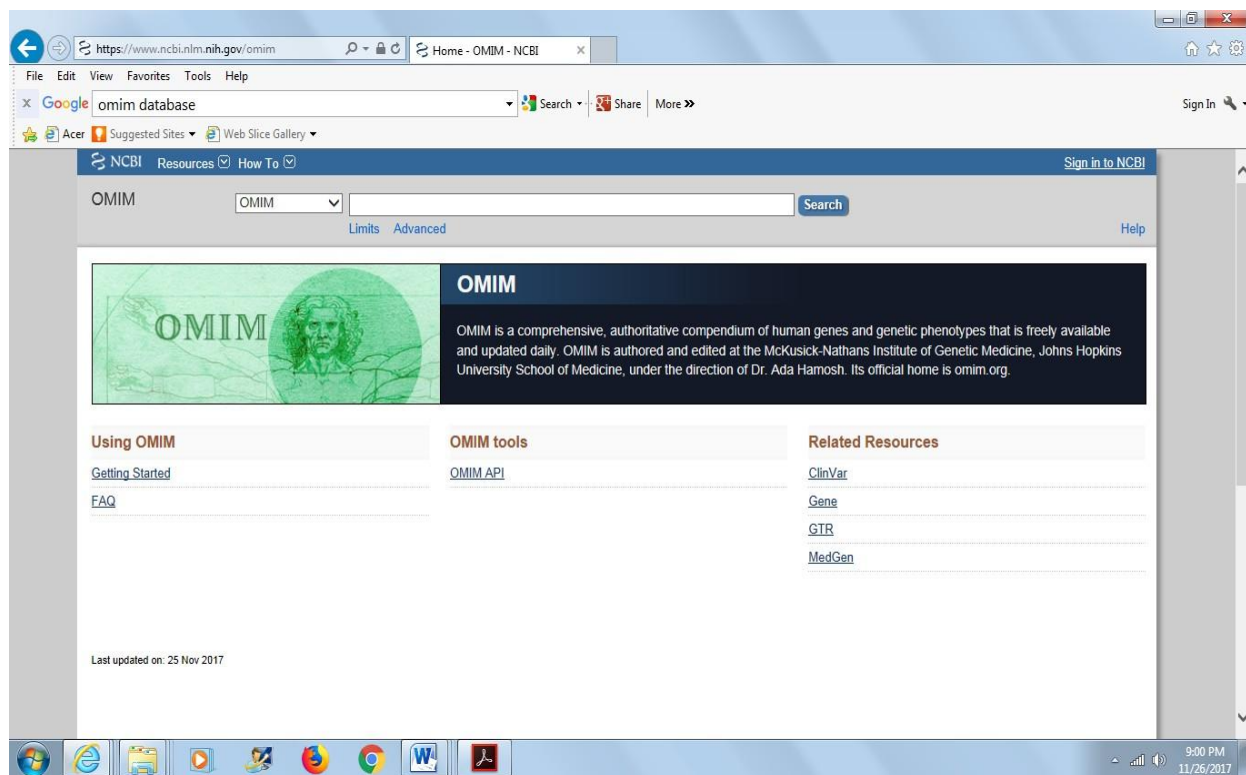 https://www.ncbi.nlm.nih.gov/omim
Home - OMIM - NCBI
File Edit View Favorites Tools Help
x Google omim database Search Share More »
Sign In
Acer Suggested Sites Web Slice Gallery
NCBI Resources How To Sign in to NCBI
OMIM OMIM Search
Limits Advanced Help
OMIM
OMIM
OMIM is a comprehensive, authoritative compendium of human genes and genetic phenotypes that is freely available
and updated daily. OMIM is authored and edited at the McKusick-Nathans Institute of Genetic Medicine, Johns Hopkins
University School of Medicine, under the direction of Dr. Ada Hamosh. Its official home is omim.org.
Using OMIM
Getting Started
FAQ
OMIM tools
OMIM API
Related Resources
ClinVar
Gene
GTR
MedGen
Last updated on: 25 Nov 2017
9:00 PM
11/26/2017